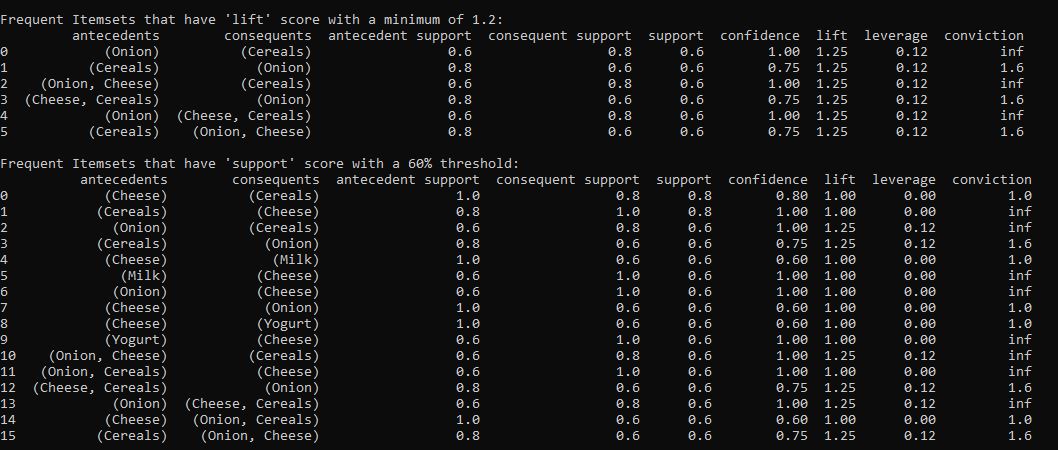 Frequent Itemsets that have 'lift' score with a minimum of 1.2:
antecedents consequents antecedent support consequent support support confidence lift leverage conviction
0 (Onion) (Cereals) 0.6 0.8 0.6 1.00 1.25 0.12 inf
1 (Cereals) (Onion) 0.8 0.6 0.6 0.75 1.25 0.12 1.6
2 (Onion, Cheese) (Cereals) 0.6 0.8 0.6 1.00 1.25 0.12 inf
3 (Cheese, Cereals) (Onion) 0.8 0.6 0.6 0.75 1.25 0.12 1.6
4 (Onion) (Cheese, Cereals) 0.6 0.8 0.6 1.00 1.25 0.12 inf
5 (Cereals) (Onion, Cheese) 0.8 0.6 0.6 0.75 1.25 0.12 1.6
Frequent Itemsets that have 'support' score with a 60% threshold:
antecedents consequents antecedent support consequent support support confidence lift leverage conviction
0 (Cheese) (Cereals) 1.0 0.8 0.8 0.80 1.00 0.00 1.0
1 (Cereals) (Cheese) 0.8 1.0 0.8 1.00 1.00 0.00 inf
2 (Onion) (Cereals) 0.6 0.8 0.6 1.00 1.25 0.12 inf
3 (Cereals) (Onion) 0.8 0.6 0.6 0.75 1.25 0.12 1.6
4 (Cheese) (Milk) 1.0 0.6 0.6 0.60 1.00 0.00 1.0
5 (Milk) (Cheese) 0.6 1.0 0.6 1.00 1.00 0.00 inf
6 (Onion) (Cheese) 0.6 1.0 0.6 1.00 1.00 0.00 inf
7 (Cheese) (Onion) 1.0 0.6 0.6 0.60 1.00 0.00 1.0
8 (Cheese) (Yogurt) 1.0 0.6 0.6 0.60 1.00 0.00 1.0
9 (Yogurt) (Cheese) 0.6 1.0 0.6 1.00 1.00 0.00 inf
10 (Onion, Cheese) (Cereals) 0.6 0.8 0.6 1.00 1.25 0.12 inf
11 (Onion, Cereals) (Cheese) 0.6 1.0 0.6 1.00 1.00 0.00 inf
12 (Cheese, Cereals) (Onion) 0.8 0.6 0.6 0.75 1.25 0.12 1.6
13 (Onion) (Cheese, Cereals) 0.6 0.8 0.6 1.00 1.25 0.12 inf
14 (Cheese) (Onion, Cereals) 1.0 0.6 0.6 0.60 1.00 0.00 1.0
15 (Cereals) (Onion, Cheese) 0.8 0.6 0.6 0.75 1.25 0.12 1.6